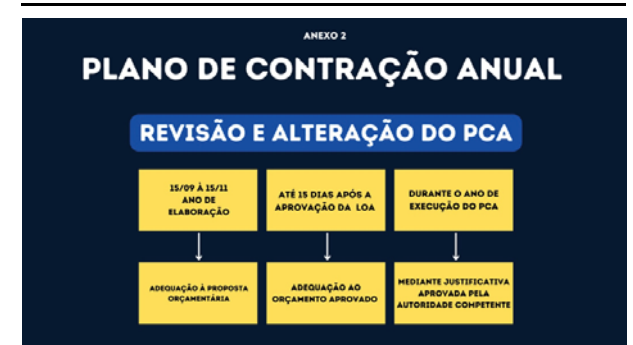 ANEXO 2
PLANO DE CONTRAÇÃO ANUAL
REVISÃO E ALTERAÇÃO DO PCA
15/09 À 15/11
ANO DE
ELABORAÇÃO
ATÉ 15 DIAS APÓS A
APROVAÇÃO DA LOA
DURANTE O ANO DE
EXECUÇÃO DO PCA
ADEQUAÇÃO À PROPOSTA
ORÇAMENTÁRIA
ADEQUAÇÃO AO
ORÇAMENTO APROVADO
MEDIANTE JUSTIFICATIVA
APROVADA PELA
AUTORIDADE COMPETENTE